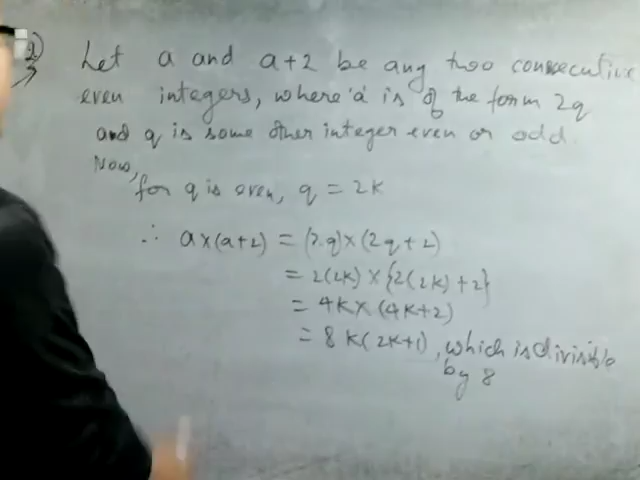 Let a and a+2 be any two consecutive
even integers, where 'a' is of the form 2q
and q is some other integer even or odd.
Now,
for q is even, q = 2k
∴ a×(a+2) = (2q)×(2q+2)
= 2(2k) × {2(2k)+2}
= 4k×(4k+2)
= 8k(2k+1), which is divisible
by 8